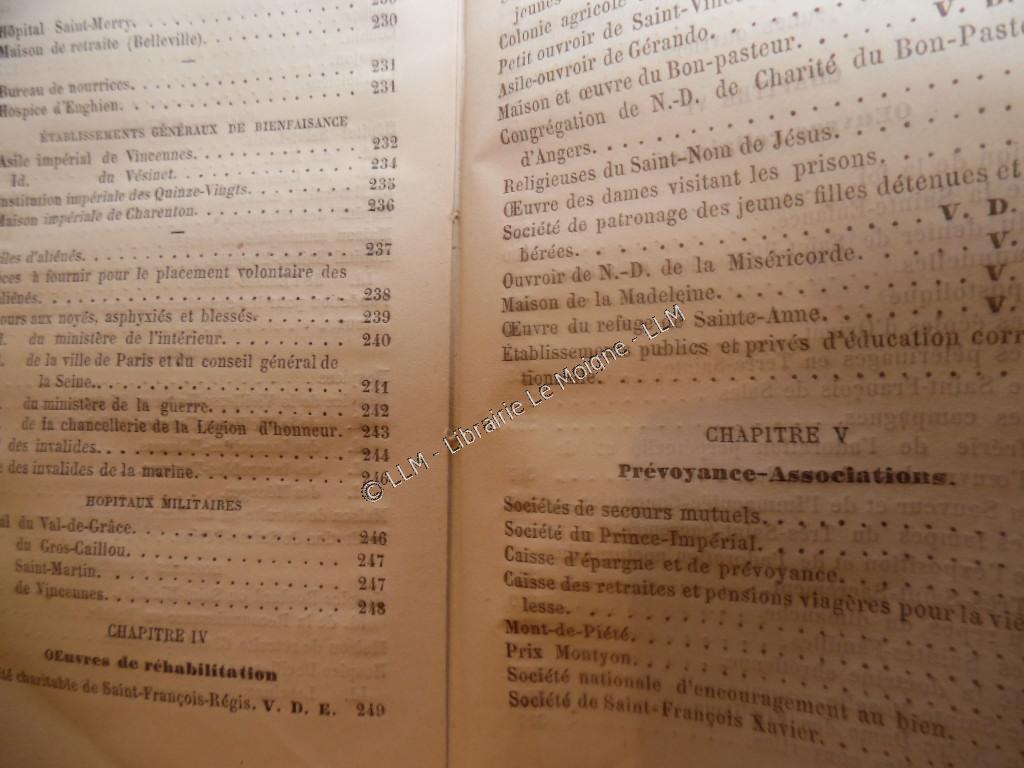 Hôpital Saint-Merry. 230
Maison de retraite (Belleville).
Bureau de nourrices. 231
Hospice d'Enghien. 231
ÉTABLISSEMENTS GÉNÉRAUX DE BIENFAISANCE
Asile impérial de Vincennes. 232
Id. du Vésinet. 234
Institution impériale des Quinze-Vingts. 235
Maison impériale de Charenton. 236
iles d'aliénés. 237
ces à fournir pour le placement volontaire des
aliénés. 238
ours aux noyés, asphyxiés et blessés. 239
du ministère de l'intérieur. 240
de la ville de Paris et du conseil général de
la Seine. 241
du ministère de la guerre. 242
de la chancellerie de la Légion d'honneur. 243
des invalides. 244
des invalides de la marine.
HOPITAUX MILITAIRES
al du Val-de-Grâce. 246
du Gros-Caillou. 247
Saint-Martin. 247
de Vincennes. 248
CHAPITRE IV
Œuvres de réhabilitation
té charitable de Saint-François-Régis. V. D. E. 249
jeunes
Colonie agricole
Petit ouvroir de Saint-Vinc
Asile-ouvroir de Gérando. V. D.
Maison et œuvre du Bon-pasteur.
Congrégation de N.-D. de Charité du Bon-Paste
d'Angers.
Religieuses du Saint-Nom de Jésus.
Œuvre des dames visitant les prisons.
Société de patronage des jeunes filles détenues et
bérées. V. D.
Ouvroir de N.-D. de la Miséricorde. V.
Maison de la Madeleine. V.
Œuvre du refuge Sainte-Anne. V
Établissements publics et privés d'éducation corr
CHAPITRE V
Prévoyance-Associations.
Sociétés de secours mutuels.
Société du Prince-Impérial.
Caisse d'épargne et de prévoyance.
Caisse des retraites et pensions viagères pour la vie
lesse.
Mont-de-Piété.
Prix Montyon.
Société nationale d'encouragement au bien.
Société de Saint-François Xavier.
© LLM - Librairie Le Moigne - LLM